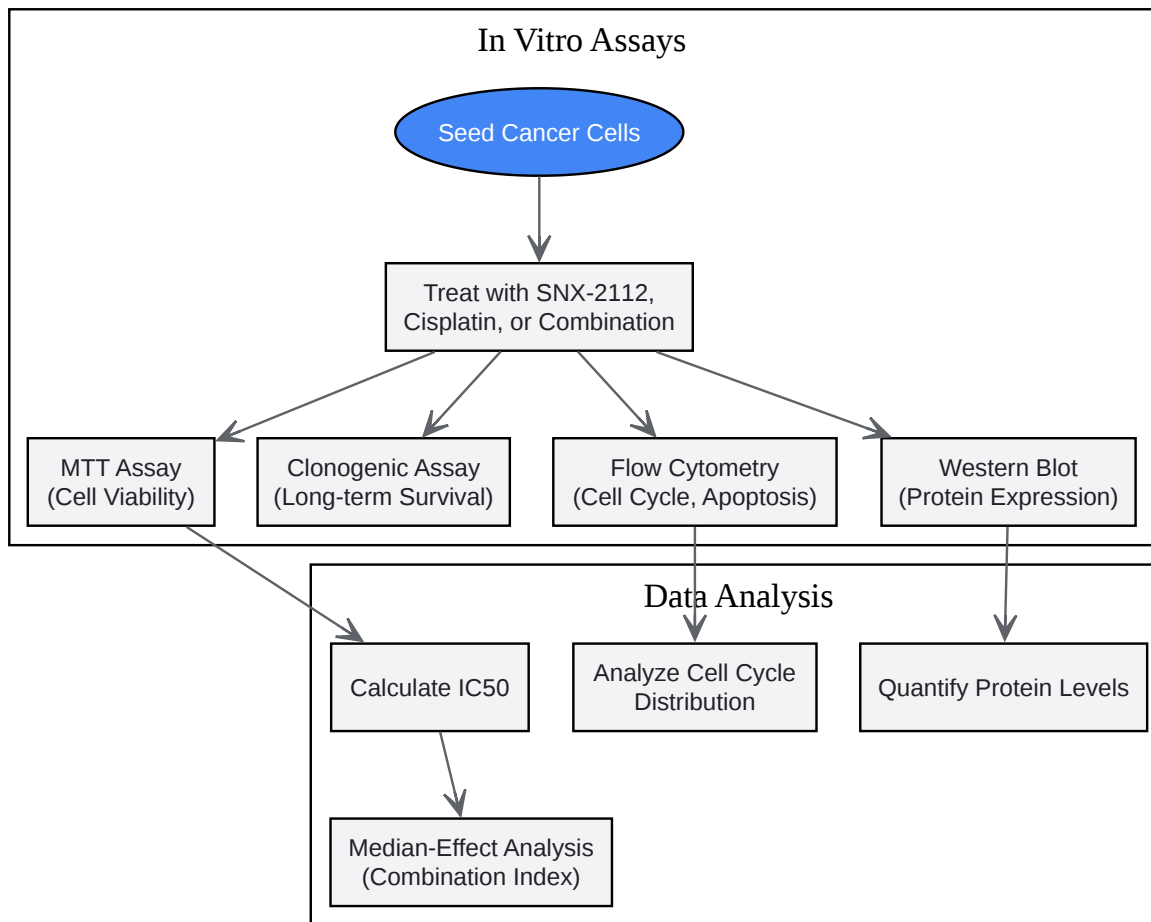 In Vitro Assays
Seed Cancer Cells
Treat with SNX-2112,
Cisplatin, or Combination
MTT Assay
(Cell Viability)
Clonogenic Assay
(Long-term Survival)
Flow Cytometry
(Cell Cycle, Apoptosis)
Western Blot
(Protein Expression)
Data Analysis
Calculate IC50
Analyze Cell Cycle
Distribution
Quantify Protein Levels
Median-Effect Analysis
(Combination Index)